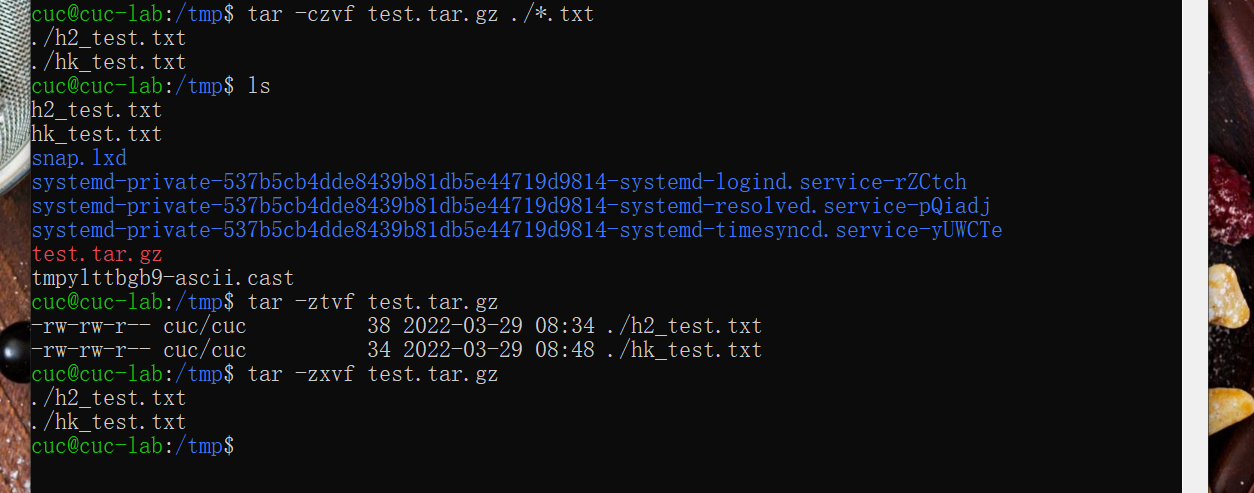 cuc@cuc-lab:/tmp$ tar -czvf test.tar.gz ./*.txt
./h2_test.txt
./hk_test.txt
cuc@cuc-lab:/tmp$ ls
h2_test.txt
hk_test.txt
snap.lxd
systemd-private-537b5cb4dde8439b81db5e44719d9814-systemd-logind.service-rZCtch
systemd-private-537b5cb4dde8439b81db5e44719d9814-systemd-resolved.service-pQiadj
systemd-private-537b5cb4dde8439b81db5e44719d9814-systemd-timesyncd.service-yUWCTe
test.tar.gz
tmpylttbgb9-ascii.cast
cuc@cuc-lab:/tmp$ tar -ztvf test.tar.gz
-rw-rw-r-- cuc/cuc          38 2022-03-29 08:34 ./h2_test.txt
-rw-rw-r-- cuc/cuc          34 2022-03-29 08:48 ./hk_test.txt
cuc@cuc-lab:/tmp$ tar -zxvf test.tar.gz
./h2_test.txt
./hk_test.txt
cuc@cuc-lab:/tmp$